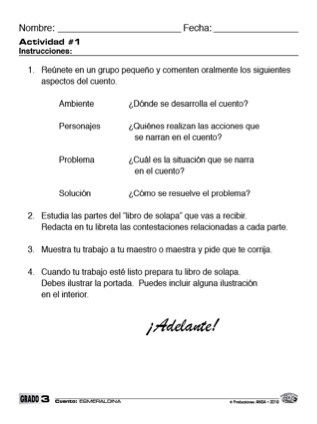 Nombre: ____________________________ Fecha: ___________________
Actividad #1
Instrucciones:
1. Reúnete en un grupo pequeño y comenten oralmente los siguientes
aspectos del cuento.
Ambiente ¿Dónde se desarrolla el cuento?
Personajes ¿Quiénes realizan las acciones que
se narran en el cuento?
Problema ¿Cuál es la situación que se narra
en el cuento?
Solución ¿Cómo se resuelve el problema?
2. Estudia las partes del "libro de solapa" que vas a recibir.
Redacta en tu libreta las contestaciones relacionadas a cada parte.
3. Muestra tu trabajo a tu maestro o maestra y pide que te corrija.
4. Cuando tu trabajo esté listo prepara tu libro de solapa.
Debes ilustrar la portada. Puedes incluir alguna ilustración
en el interior.
¡Adelante!
GRADO 3 Cuento: ESMERALDINA